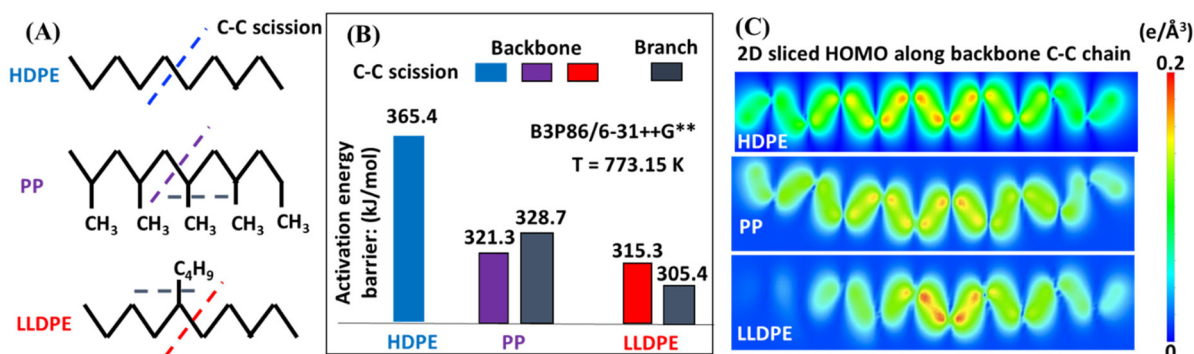 (A)
C-C scission
HDPE
PP
CH₃ CH₃ CH₃ CH₃ CH₃
C₄H₉
LLDPE
(B)
Backbone Branch
C-C scission
365.4
B3P86/6-31++G**
T = 773.15 K
321.3
328.7
315.3
305.4
Activation energy
barrier: (kJ/mol)
HDPE PP LLDPE
(C)
(e/Å³)
2D sliced HOMO along backbone C-C chain
0.2
HDPE
PP
LLDPE
0